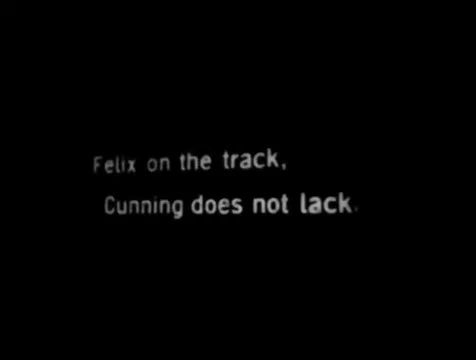 Felix on the track,
Cunning does not lack.